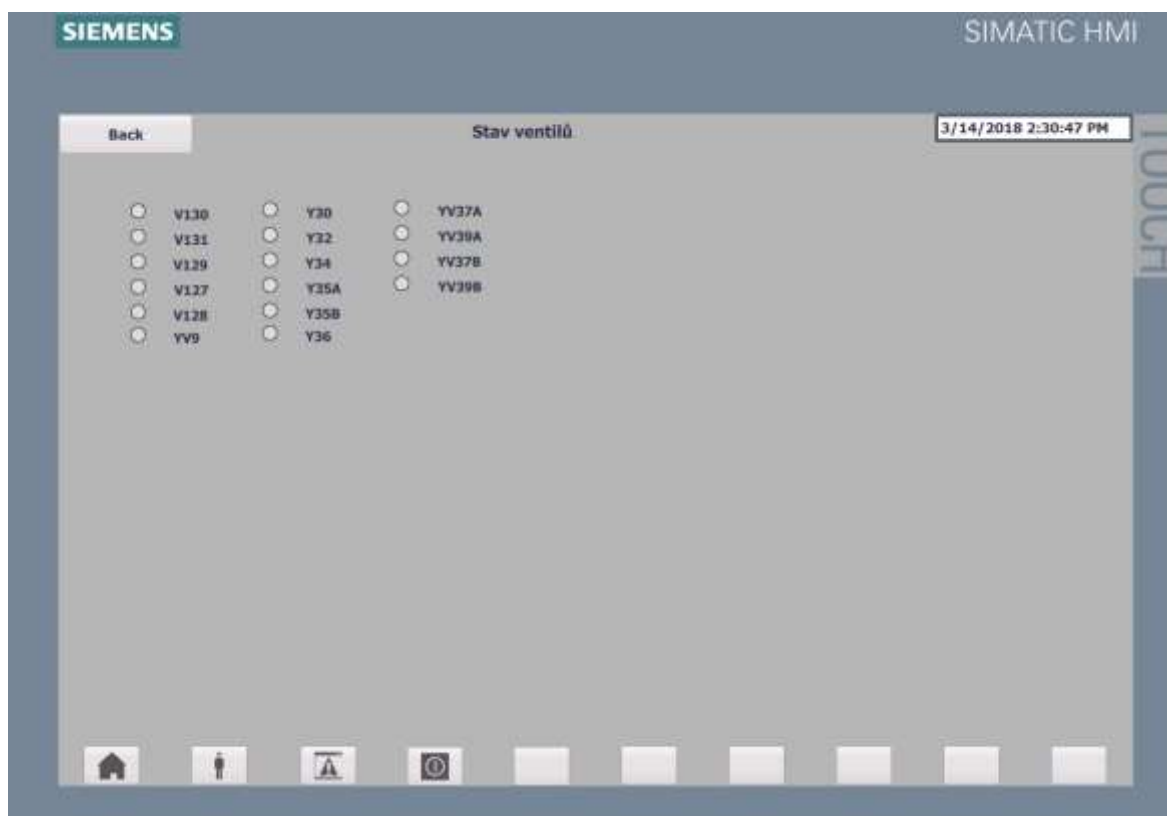 SIEMENS
SIMATIC HMI
TOUCH
Back
Stav ventilů
3/14/2018 2:30:47 PM
V130
V131
V129
V127
V128
YV9
Y30
Y32
Y34
Y35A
Y35B
Y36
YV37A
YV39A
YV37B
YV39B